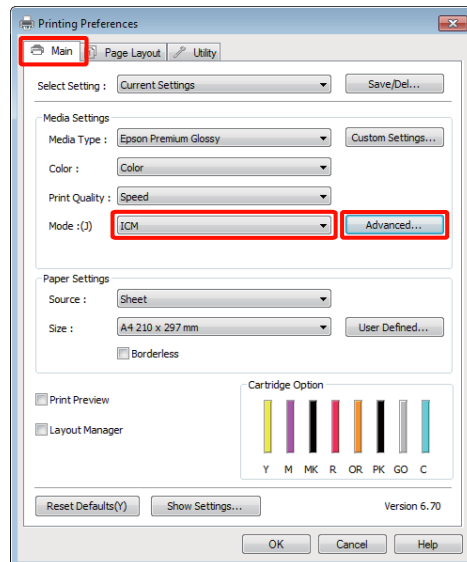 Printing Preferences
Main Page Layout Utility
Select Setting : Current Settings Save/Del...
Media Settings
Media Type : Epson Premium Glossy Custom Settings...
Color : Color
Print Quality : Speed
Mode :(J) ICM Advanced...
Paper Settings
Source : Sheet
Size : A4 210 x 297 mm User Defined...
Borderless
Print Preview
Layout Manager
Cartridge Option
Y M MK R OR PK GO C
Reset Defaults(Y) Show Settings... Version 6.70
OK Cancel Help